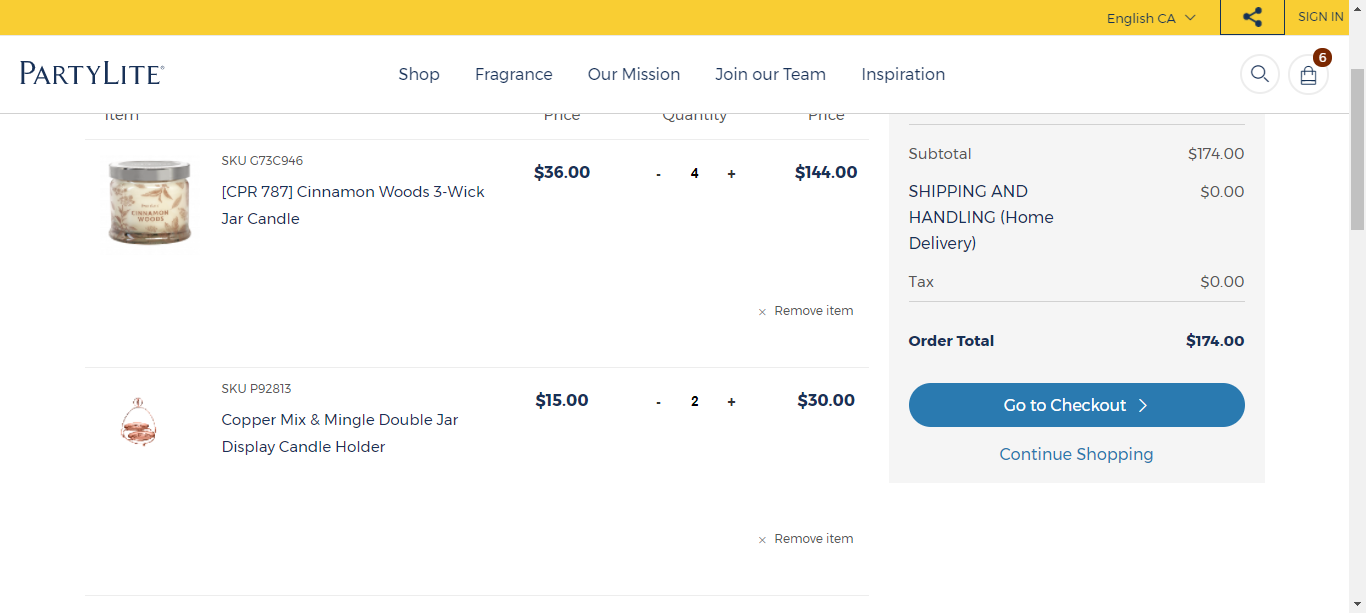 English CA
SIGN IN
PARTYLITE
Shop
Fragrance
Our Mission
Join our Team
Inspiration
6
Item
Price
Quantity
Price
SKU G73C946
[CPR 787] Cinnamon Woods 3-Wick
Jar Candle
$36.00
- 4 +
$144.00
CINNAMON
WOODS
× Remove item
SKU P92813
Copper Mix & Mingle Double Jar
Display Candle Holder
$15.00
- 2 +
$30.00
× Remove item
Subtotal $174.00
SHIPPING AND $0.00
HANDLING (Home
Delivery)
Tax $0.00
Order Total $174.00
Go to Checkout
Continue Shopping